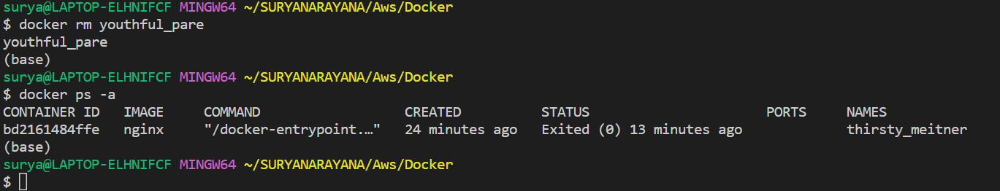 surya@LAPTOP-ELHNIFCF MINGW64 ~/SURYANARAYANA/Aws/Docker
$ docker rm youthful_pare
youthful_pare
(base)
surya@LAPTOP-ELHNIFCF MINGW64 ~/SURYANARAYANA/Aws/Docker
$ docker ps -a
CONTAINER ID   IMAGE     COMMAND                  CREATED          STATUS                      PORTS     NAMES
bd2161484ffe   nginx     "/docker-entrypoint.…"   24 minutes ago   Exited (0) 13 minutes ago             thirsty_meitner
(base)
surya@LAPTOP-ELHNIFCF MINGW64 ~/SURYANARAYANA/Aws/Docker
$